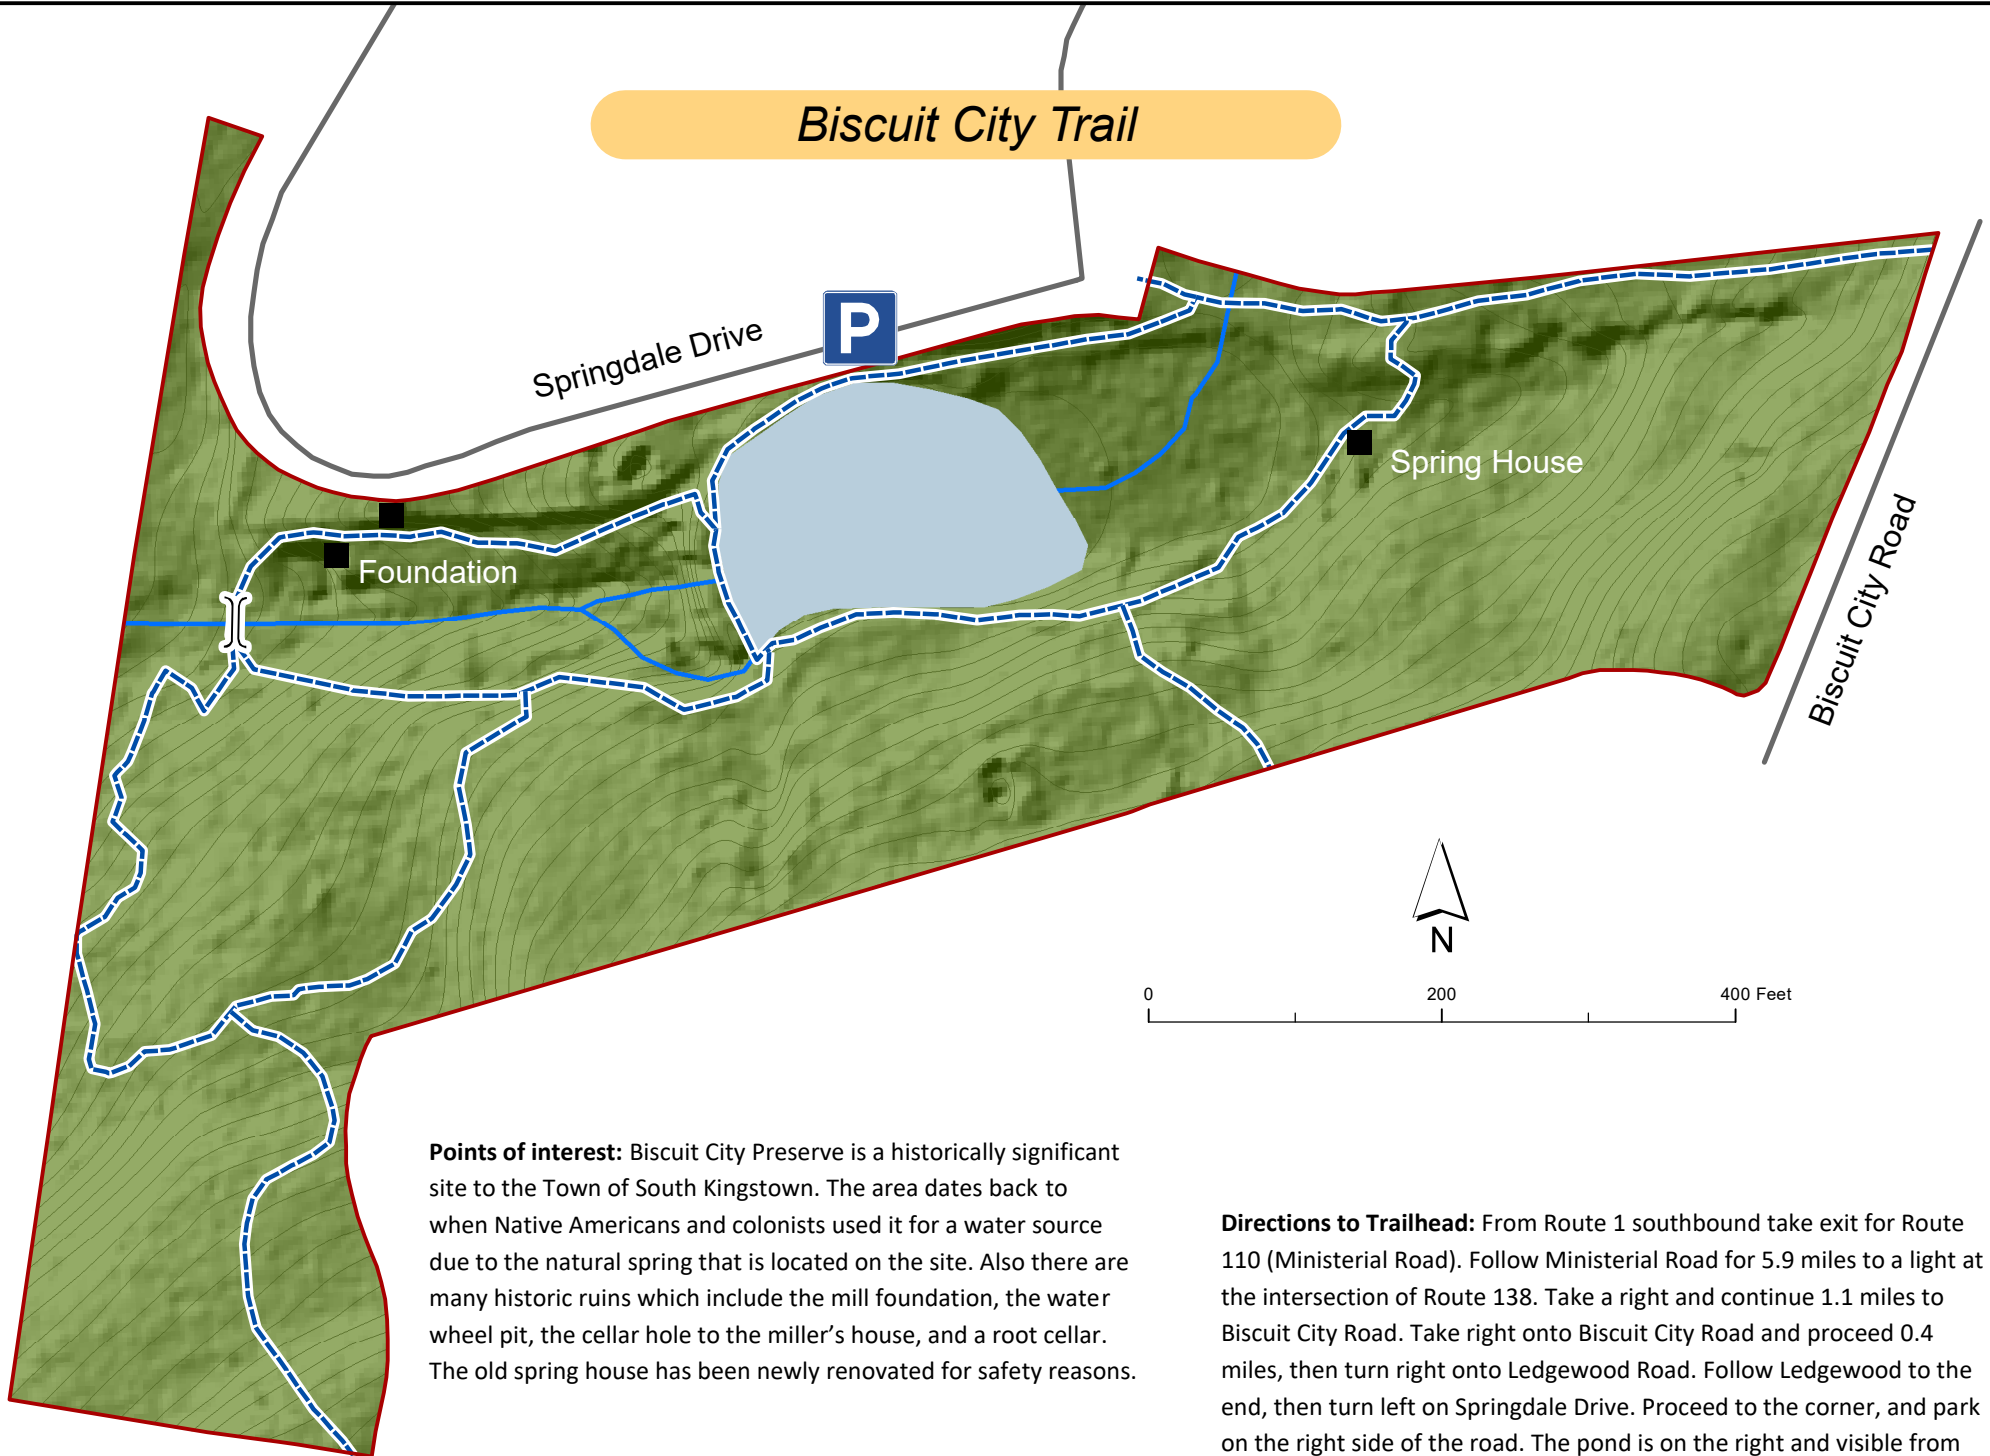 Biscuit City Trail
P
Springdale Drive
Spring House
Foundation
Biscuit City Road
N
0 200 400 Feet
Points of interest: Biscuit City Preserve is a historically significant
site to the Town of South Kingstown. The area dates back to
when Native Americans and colonists used it for a water source
due to the natural spring that is located on the site. Also there are
many historic ruins which include the mill foundation, the water
wheel pit, the cellar hole to the miller’s house, and a root cellar.
The old spring house has been newly renovated for safety reasons.
Directions to Trailhead: From Route 1 southbound take exit for Route
110 (Ministerial Road). Follow Ministerial Road for 5.9 miles to a light at
the intersection of Route 138. Take a right and continue 1.1 miles to
Biscuit City Road. Take right onto Biscuit City Road and proceed 0.4
miles, then turn right onto Ledgewood Road. Follow Ledgewood to the
end, then turn left on Springdale Drive. Proceed to the corner, and park
on the right side of the road. The pond is on the right and visible from